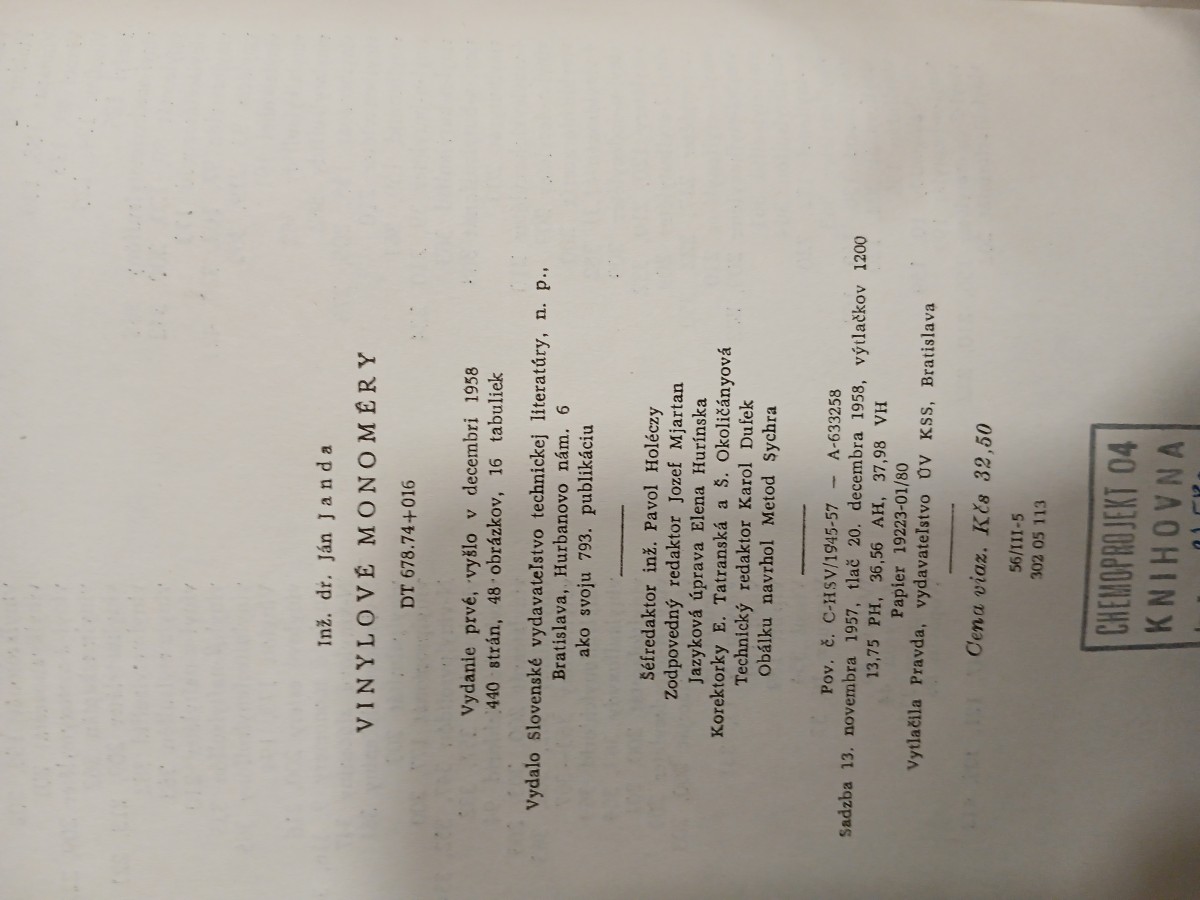 Inž. dr. Ján Janda
VINYLOVÉ MONOMÉRY
DT 678.74+016
Vydanie prvé, vyšlo v decembri 1958
440 strán, 48 obrázkov, 16 tabuliek
Vydalo Slovenské vydavateľstvo technickej literatúry, n. p.,
Bratislava, Hurbanovo nám. 6
ako svoju 793. publikáciu
Šéfredaktor inž. Pavol Holéczy
Zodpovedný redaktor Jozef Mjartan
Jazyková úprava Elena Hurínska
Korektorky E. Tatranská a Š. Okoličányová
Technický redaktor Karol Dufek
Obálku navrhol Metod Sychra
Pov. č. C-HSV/1945-57 — A-633258
Sadzba 13. novembra 1957, tlač 20. decembra 1958, výtlačkov 1200
13,75 PH, 36,56 AH, 37,98 VH
Papier 19223-01/80
Vytlačila Pravda, vydavateľstvo ÚV KSS, Bratislava
Cena viaz. Kčs 32,50
56/III-5
302 05 113
CHEMOPROJEKT 04
KNIHOVNA